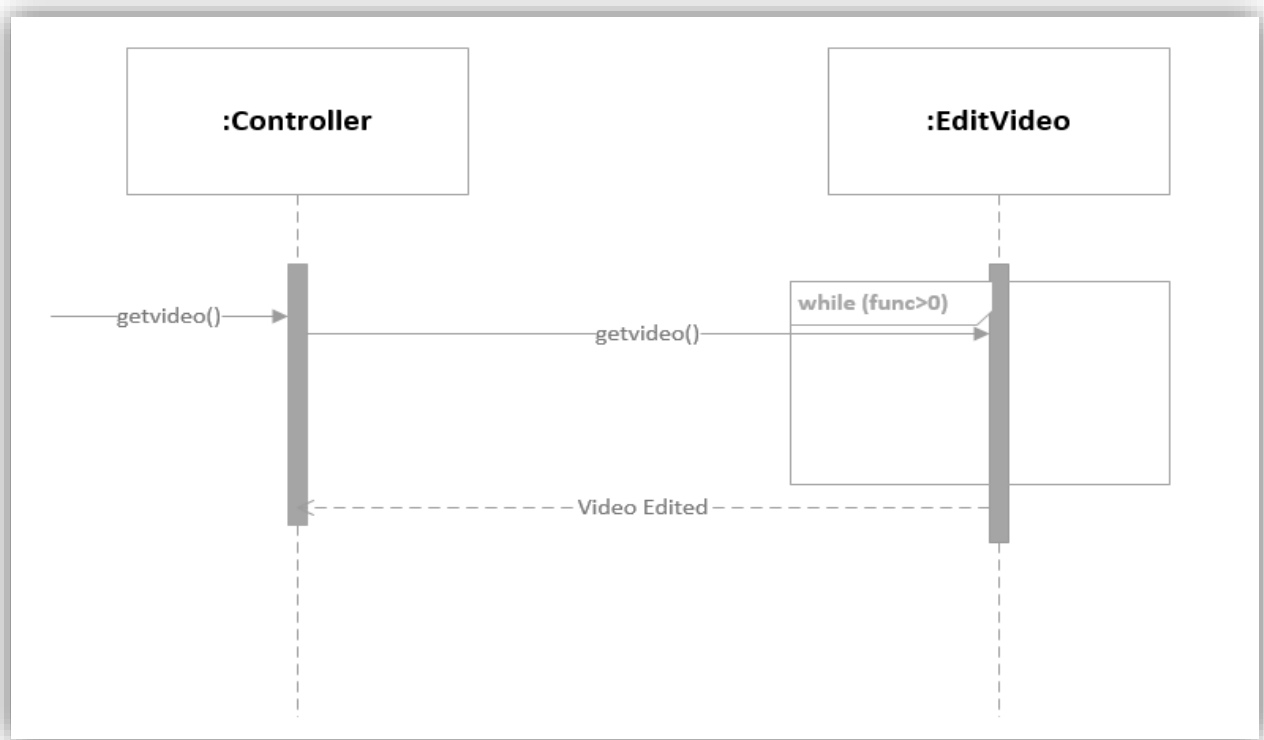 :Controller
:EditVideo
while (func>0)
getvideo()
getvideo()
Video Edited